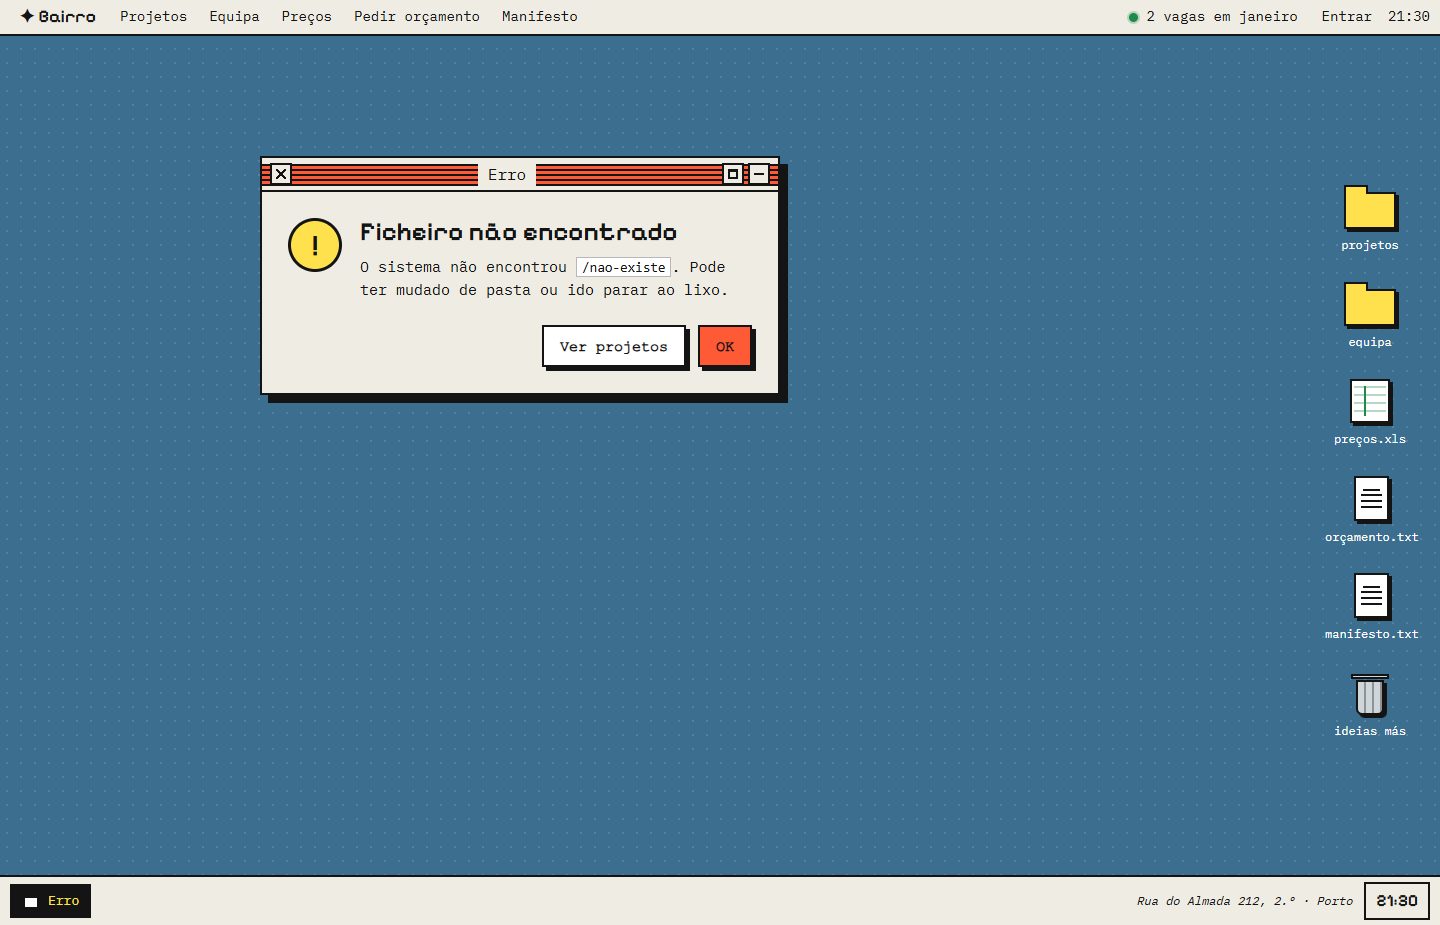 ✦ Bairro Projetos Equipa Preços Pedir orçamento Manifesto 2 vagas em janeiro Entrar 21:30
Erro
!
Ficheiro não encontrado
O sistema não encontrou /nao-existe. Pode
ter mudado de pasta ou ido parar ao lixo.
Ver projetos OK
projetos
equipa
preços.xls
orçamento.txt
manifesto.txt
ideias más
Erro Rua do Almada 212, 2.º · Porto 21:30